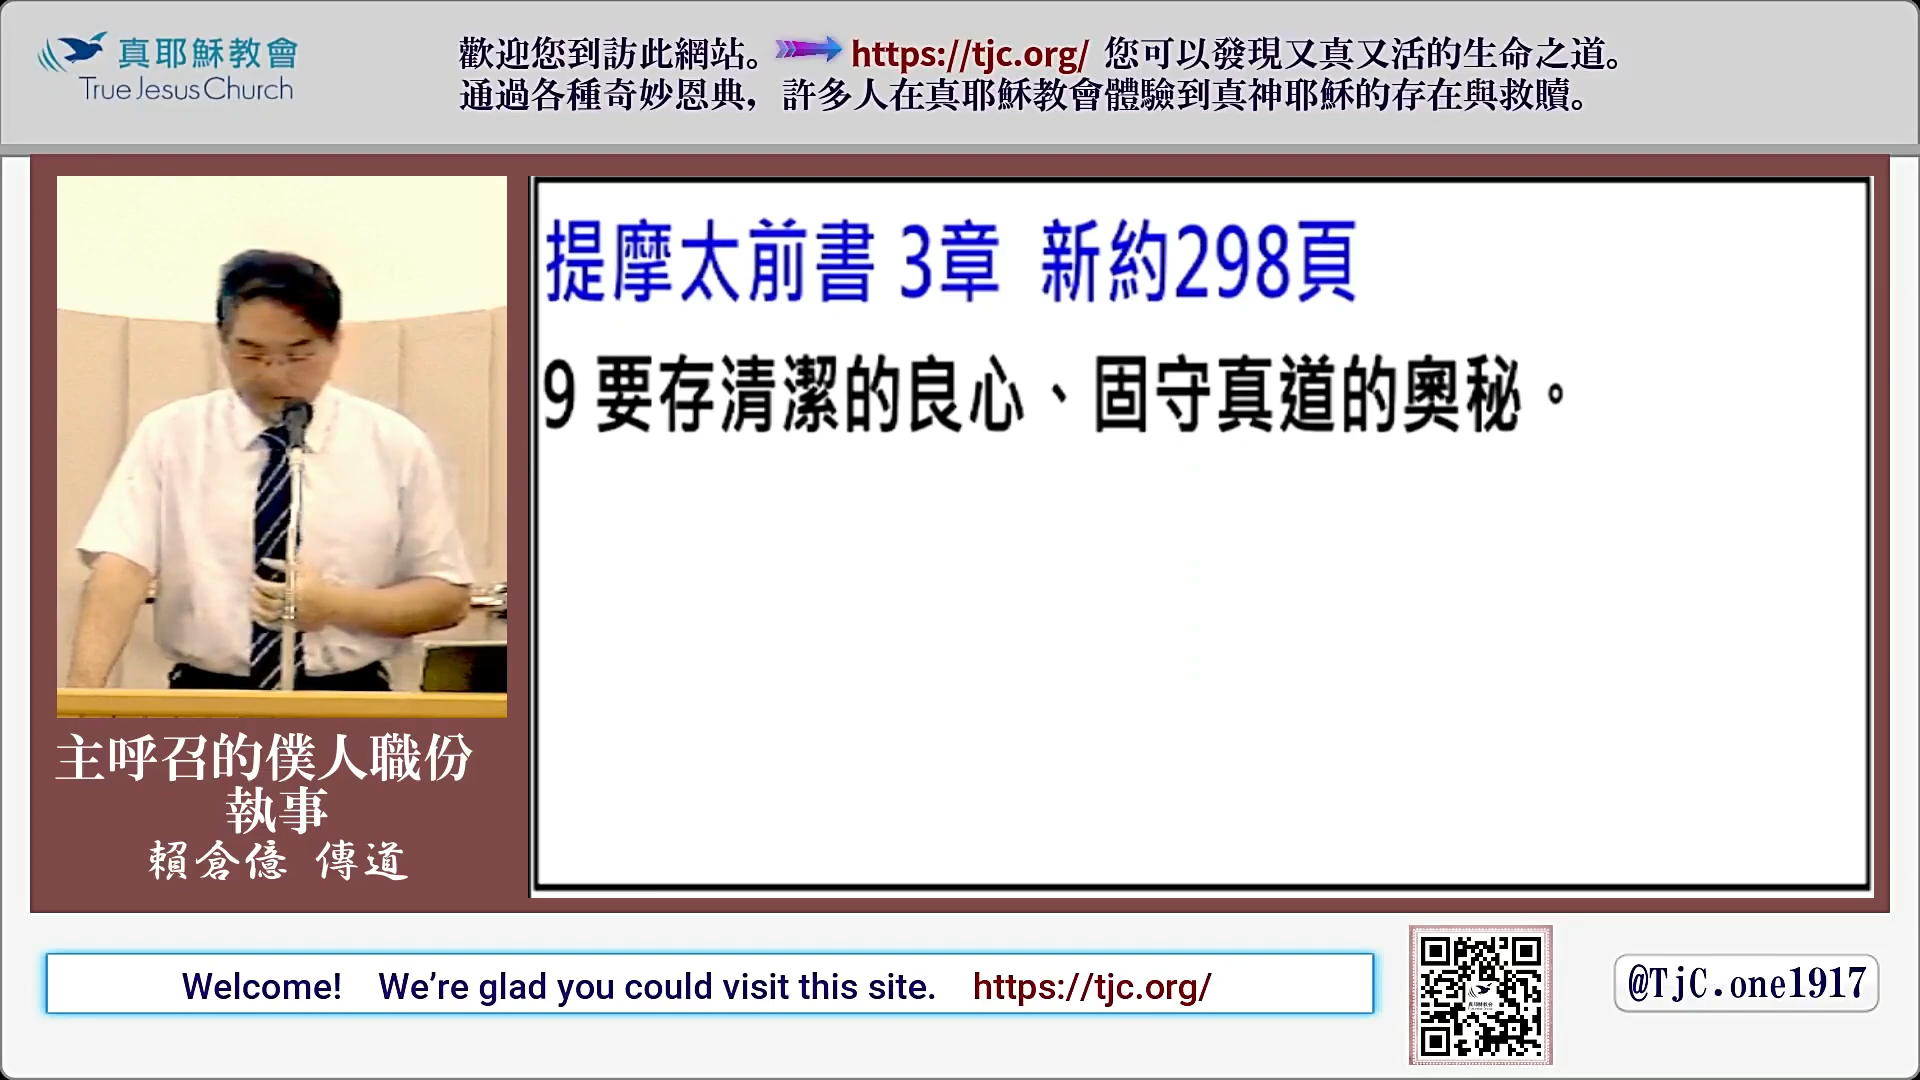 真耶穌教會
True Jesus Church
歡迎您到訪此網站。 https://tjc.org/ 您可以發現又真又活的生命之道。
通過各種奇妙恩典，許多人在真耶穌教會體驗到真神耶穌的存在與救贖。
提摩太前書 3章 新約298頁
9 要存清潔的良心、固守真道的奧秘。
主呼召的僕人職份
執事
賴倉億 傳道
Welcome! We’re glad you could visit this site. https://tjc.org/
@TjC.one1917